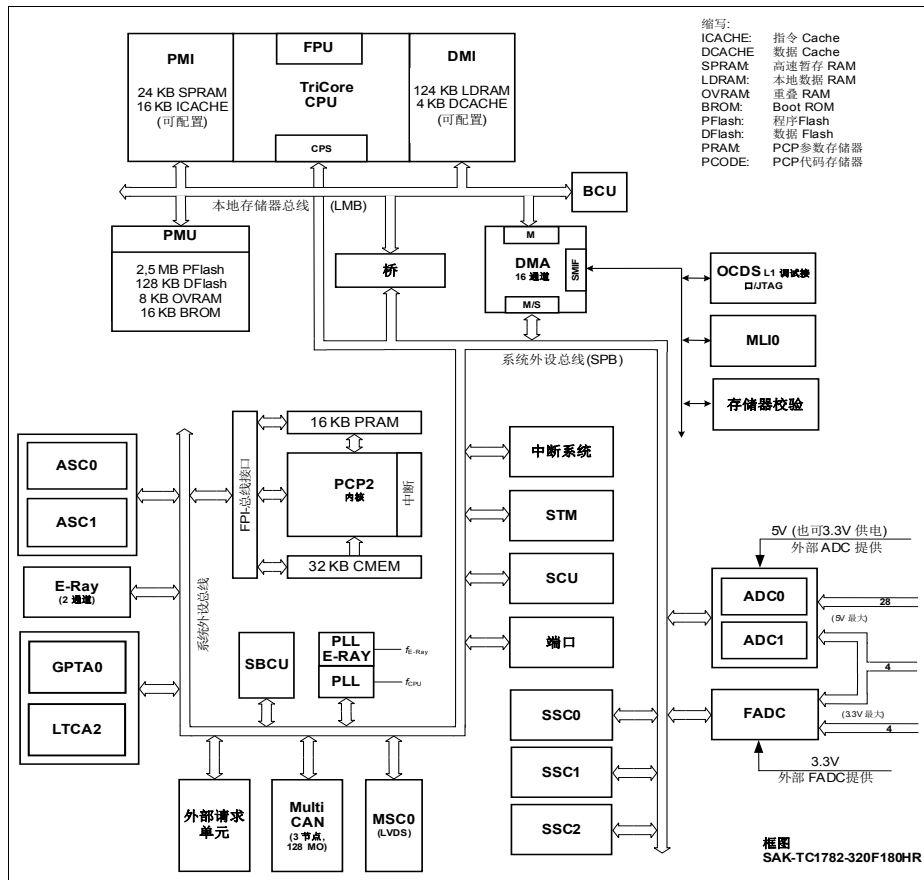 缩写:
ICACHE: 指令 Cache
DCACHE 数据 Cache
SPRAM: 高速暂存 RAM
LDRAM: 本地数据 RAM
OVRAM: 重叠 RAM
BROM: Boot ROM
PFlash: 程序Flash
DFlash: 数据 Flash
PRAM: PCP参数存储器
PCODE: PCP代码存储器
PMI
24 KB SPRAM
16 KB ICACHE
(可配置)
FPU
TriCore
CPU
CPS
DMI
124 KB LDRAM
4 KB DCACHE
(可配置)
BCU
本地存储器总线 (LMB)
PMU
2,5 MB PFlash
128 KB DFlash
8 KB OVRAM
16 KB BROM
桥
M
DMA
16 通道
SMIF
M/S
OCDS L1 调试接
口/JTAG
MLI0
存储器校验
系统外设总线(SPB)
ASC0
ASC1
E-Ray
(2 通道)
GPTA0
LTCA2
系统外设总线
FPI-总线接口
16 KB PRAM
PCP2
内核
中断
32 KB CMEM
SBCU
PLL
E-RAY
PLL
fE-Ray
fCPU
中断系统
STM
SCU
端口
SSC0
SSC1
SSC2
5V (也可3.3V 供电)
外部 ADC 提供
ADC0
ADC1
28
(5V 最大)
4
FADC
(3.3V 最大)
4
3.3V
外部 FADC提供
外部请求
单元
Multi
CAN
(3 节点,
128 MO)
MSC0
(LVDS)
框图
SAK-TC1782-320F180HR